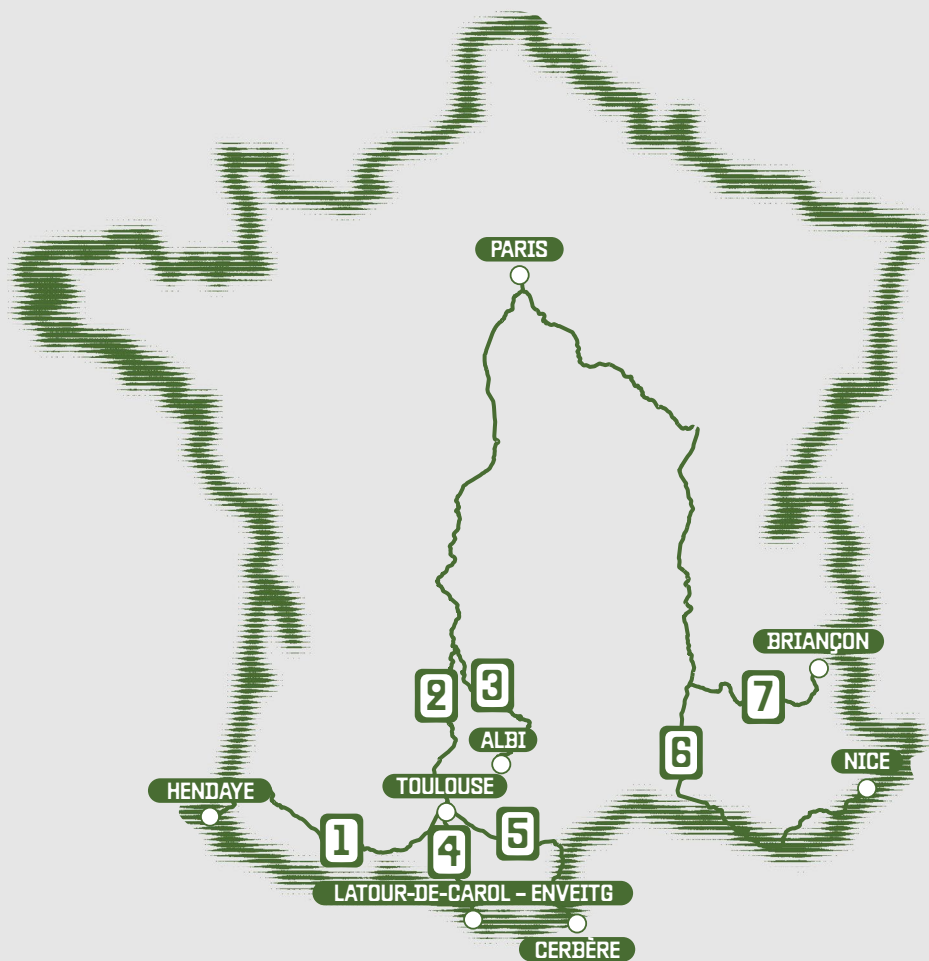 PARIS
BRIANÇON
2
3
7
ALBI
6
NICE
TOULOUSE
HENDAYE
1
4
5
LATOUR-DE-CAROL – ENVEITG
CERBÈRE